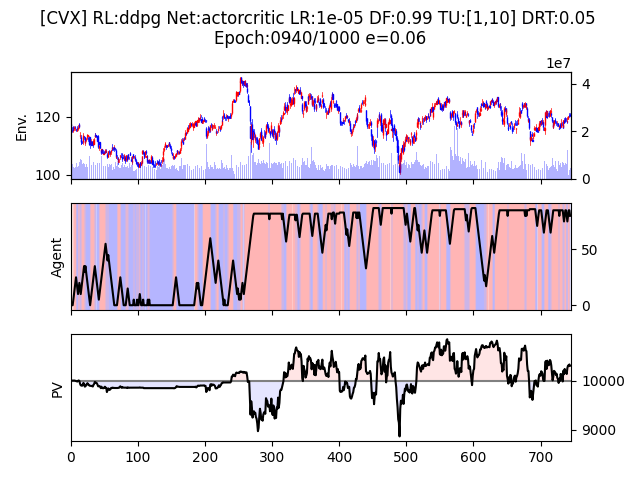 [CVX] RL:ddpg Net:actorcritic LR:1e-05 DF:0.99 TU:[1,10] DRT:0.05
Epoch:0940/1000 e=0.06
1e7
Env.
120
100
4
2
0
Agent
50
0
PV
10000
9000
0 100 200 300 400 500 600 700